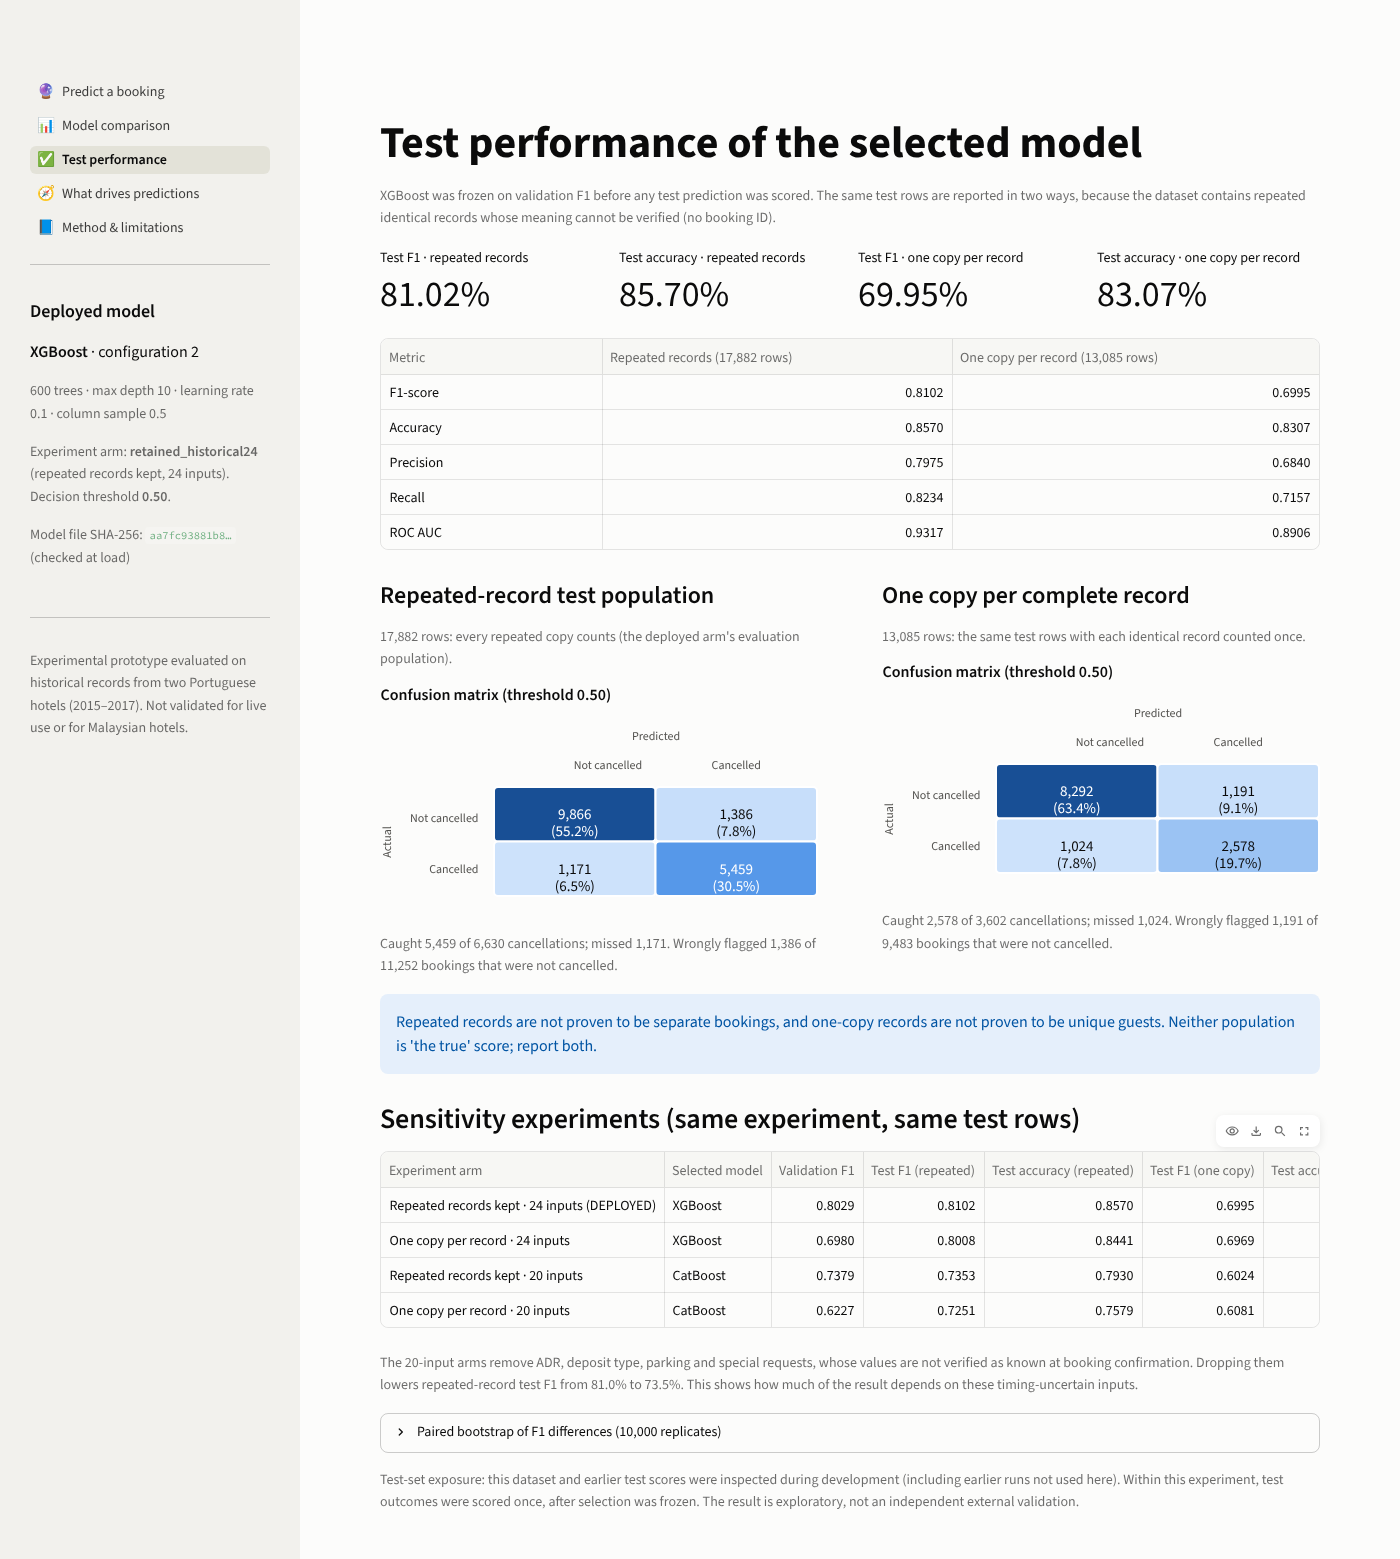 🔮 Predict a booking
📊 Model comparison
✅ Test performance
🧭 What drives predictions
📘 Method & limitations
Deployed model
XGBoost · configuration 2
600 trees · max depth 10 · learning rate
0.1 · column sample 0.5
Experiment arm: retained_historical24
(repeated records kept, 24 inputs).
Decision threshold 0.50.
Model file SHA-256: aa7fc93881b8…
(checked at load)
Experimental prototype evaluated on
historical records from two Portuguese
hotels (2015–2017). Not validated for live
use or for Malaysian hotels.
Test performance of the selected model
XGBoost was frozen on validation F1 before any test prediction was scored. The same test rows are reported in two ways, because the dataset contains repeated
identical records whose meaning cannot be verified (no booking ID).
Test F1 · repeated records
81.02%
Test accuracy · repeated records
85.70%
Test F1 · one copy per record
69.95%
Test accuracy · one copy per record
83.07%
Metric Repeated records (17,882 rows) One copy per record (13,085 rows)
F1-score 0.8102 0.6995
Accuracy 0.8570 0.8307
Precision 0.7975 0.6840
Recall 0.8234 0.7157
ROC AUC 0.9317 0.8906
Repeated-record test population
17,882 rows: every repeated copy counts (the deployed arm's evaluation
population).
Confusion matrix (threshold 0.50)
Predicted
Not cancelled Cancelled
Actual
Not cancelled
9,866 1,386
(55.2%) (7.8%)
Cancelled
1,171 5,459
(6.5%) (30.5%)
Caught 5,459 of 6,630 cancellations; missed 1,171. Wrongly flagged 1,386 of
11,252 bookings that were not cancelled.
One copy per complete record
13,085 rows: the same test rows with each identical record counted once.
Confusion matrix (threshold 0.50)
Predicted
Not cancelled Cancelled
Actual
Not cancelled
8,292 1,191
(63.4%) (9.1%)
Cancelled
1,024 2,578
(7.8%) (19.7%)
Caught 2,578 of 3,602 cancellations; missed 1,024. Wrongly flagged 1,191 of
9,483 bookings that were not cancelled.
Repeated records are not proven to be separate bookings, and one-copy records are not proven to be unique guests. Neither population
is 'the true' score; report both.
Sensitivity experiments (same experiment, same test rows)
Experiment arm Selected model Validation F1 Test F1 (repeated) Test accuracy (repeated) Test F1 (one copy) Test accu
Repeated records kept · 24 inputs (DEPLOYED) XGBoost 0.8029 0.8102 0.8570 0.6995
One copy per record · 24 inputs XGBoost 0.6980 0.8008 0.8441 0.6969
Repeated records kept · 20 inputs CatBoost 0.7379 0.7353 0.7930 0.6024
One copy per record · 20 inputs CatBoost 0.6227 0.7251 0.7579 0.6081
The 20-input arms remove ADR, deposit type, parking and special requests, whose values are not verified as known at booking confirmation. Dropping them
lowers repeated-record test F1 from 81.0% to 73.5%. This shows how much of the result depends on these timing-uncertain inputs.
Paired bootstrap of F1 differences (10,000 replicates)
Test-set exposure: this dataset and earlier test scores were inspected during development (including earlier runs not used here). Within this experiment, test
outcomes were scored once, after selection was frozen. The result is exploratory, not an independent external validation.